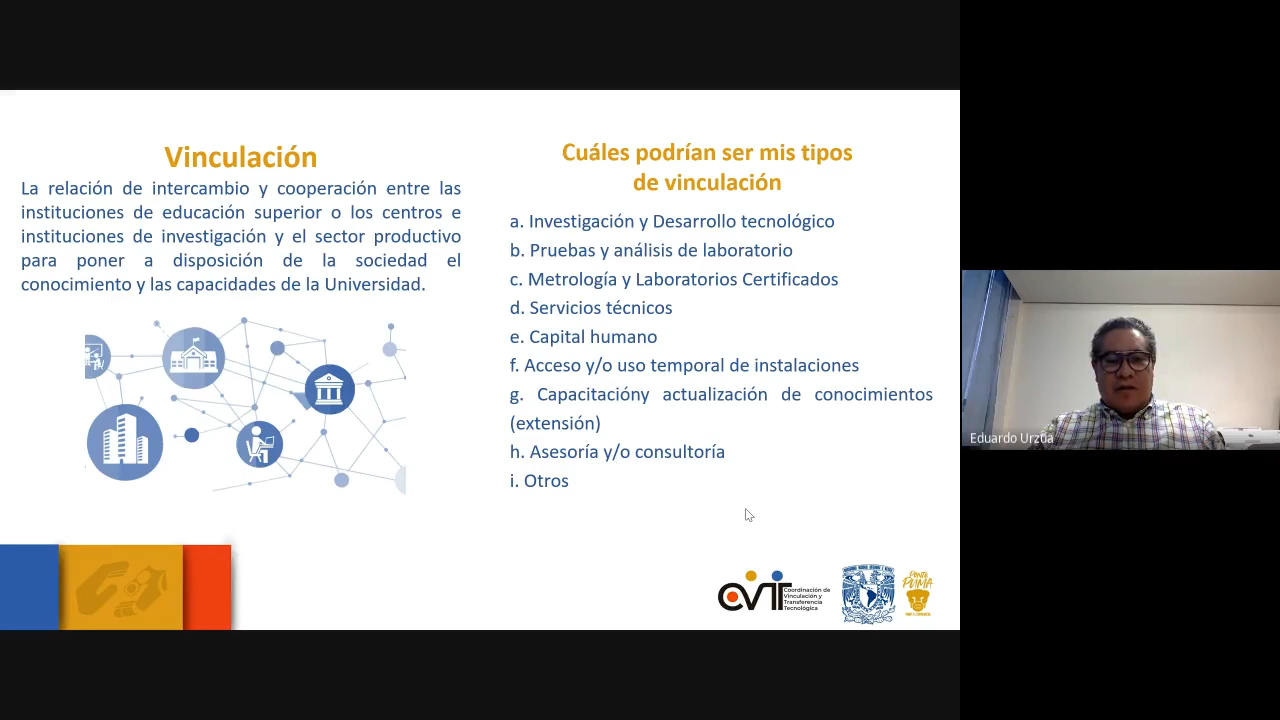 Vinculación
La relación de intercambio y cooperación entre las
instituciones de educación superior o los centros e
instituciones de investigación y el sector productivo
para poner a disposición de la sociedad el
conocimiento y las capacidades de la Universidad.
Cuáles podrían ser mis tipos
de vinculación
a. Investigación y Desarrollo tecnológico
b. Pruebas y análisis de laboratorio
c. Metrología y Laboratorios Certificados
d. Servicios técnicos
e. Capital humano
f. Acceso y/o uso temporal de instalaciones
g. Capacitacióny actualización de conocimientos
(extensión)
h. Asesoría y/o consultoría
i. Otros
CVTT
Coordinación de
Vinculación y
Transferencia
Tecnológica
PONTE
PUMA
Eduardo Urzúa